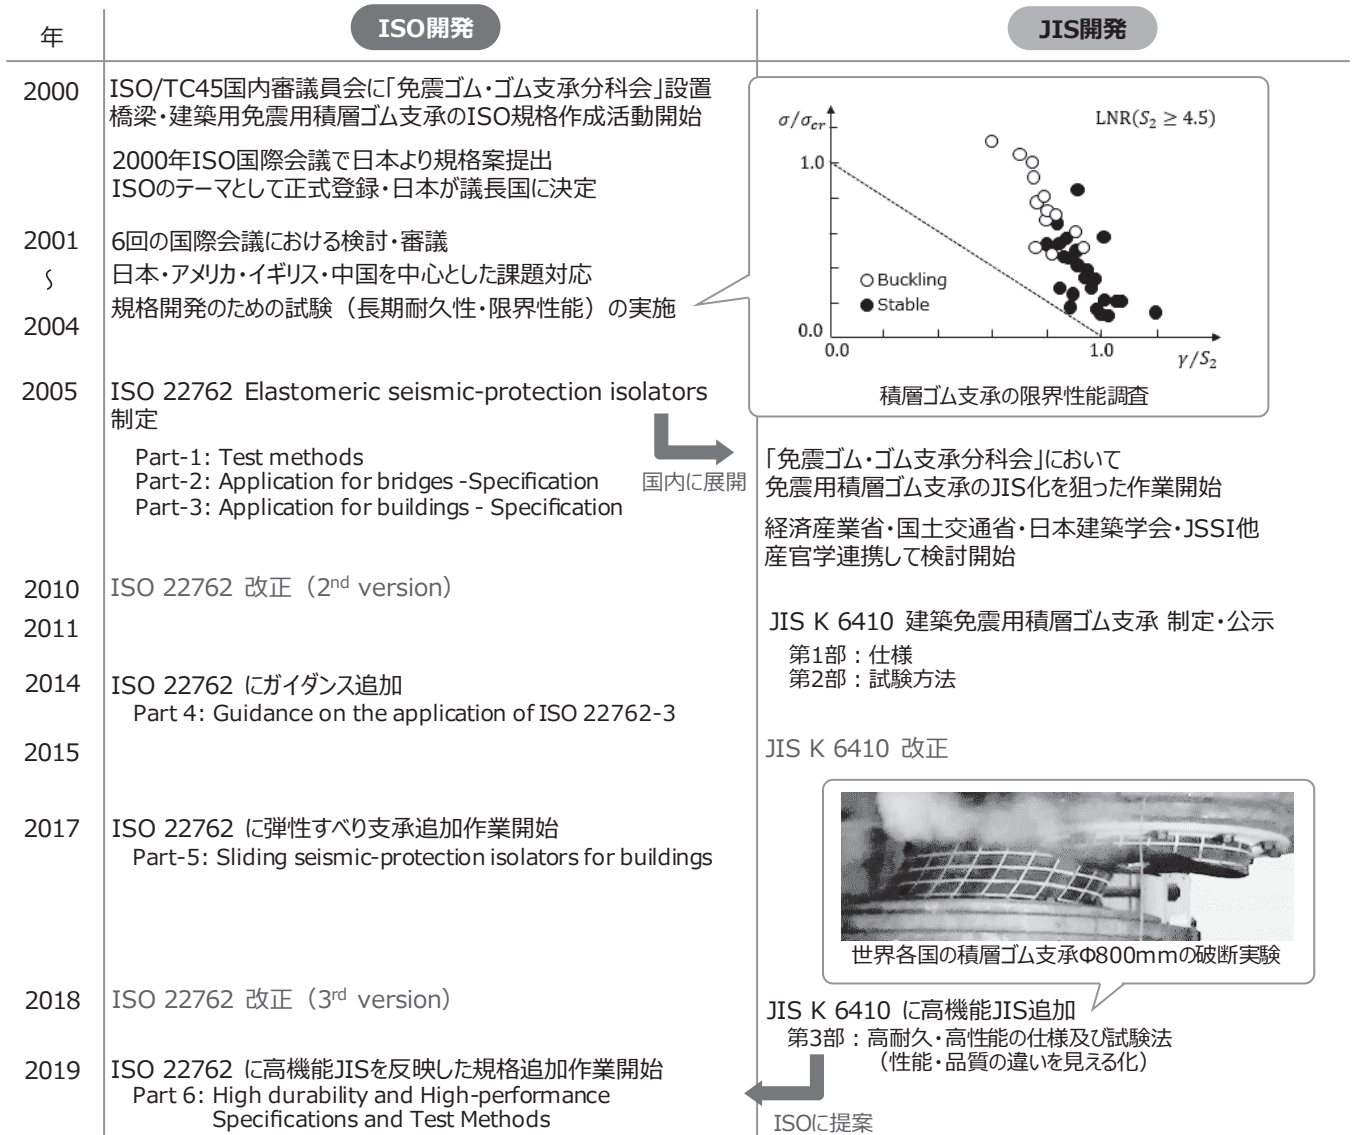 年
ISO開発
JIS開発
2000
ISO/TC45国内審議員会に「免震ゴム・ゴム支承分科会」設置
橋梁・建築用免震用積層ゴム支承のISO規格作成活動開始
2000年ISO国際会議で日本より規格案提出
ISOのテーマとして正式登録・日本が議長国に決定
2001
～
2004
6回の国際会議における検討・審議
日本・アメリカ・イギリス・中国を中心とした課題対応
規格開発のための試験（長期耐久性・限界性能）の実施
σ/σcr
LNR(S2 ≥ 4.5)
1.0
Buckling
Stable
0.0
0.0
1.0
γ/S2
積層ゴム支承の限界性能調査
2005
ISO 22762 Elastomeric seismic-protection isolators
制定
Part-1: Test methods
Part-2: Application for bridges -Specification
Part-3: Application for buildings - Specification
国内に展開
「免震ゴム・ゴム支承分科会」において
免震用積層ゴム支承のJIS化を狙った作業開始
経済産業省・国土交通省・日本建築学会・JSSI他
産官学連携して検討開始
2010
ISO 22762 改正（2nd version）
2011
JIS K 6410 建築免震用積層ゴム支承 制定・公示
第1部：仕様
第2部：試験方法
2014
ISO 22762 にガイダンス追加
Part 4: Guidance on the application of ISO 22762-3
2015
JIS K 6410 改正
2017
ISO 22762 に弾性すべり支承追加作業開始
Part-5: Sliding seismic-protection isolators for buildings
世界各国の積層ゴム支承Φ800mmの破断実験
2018
ISO 22762 改正（3rd version）
JIS K 6410 に高機能JIS追加
第3部：高耐久・高性能の仕様及び試験法
（性能・品質の違いを見える化）
2019
ISO 22762 に高機能JISを反映した規格追加作業開始
Part 6: High durability and High-performance
Specifications and Test Methods
ISOに提案